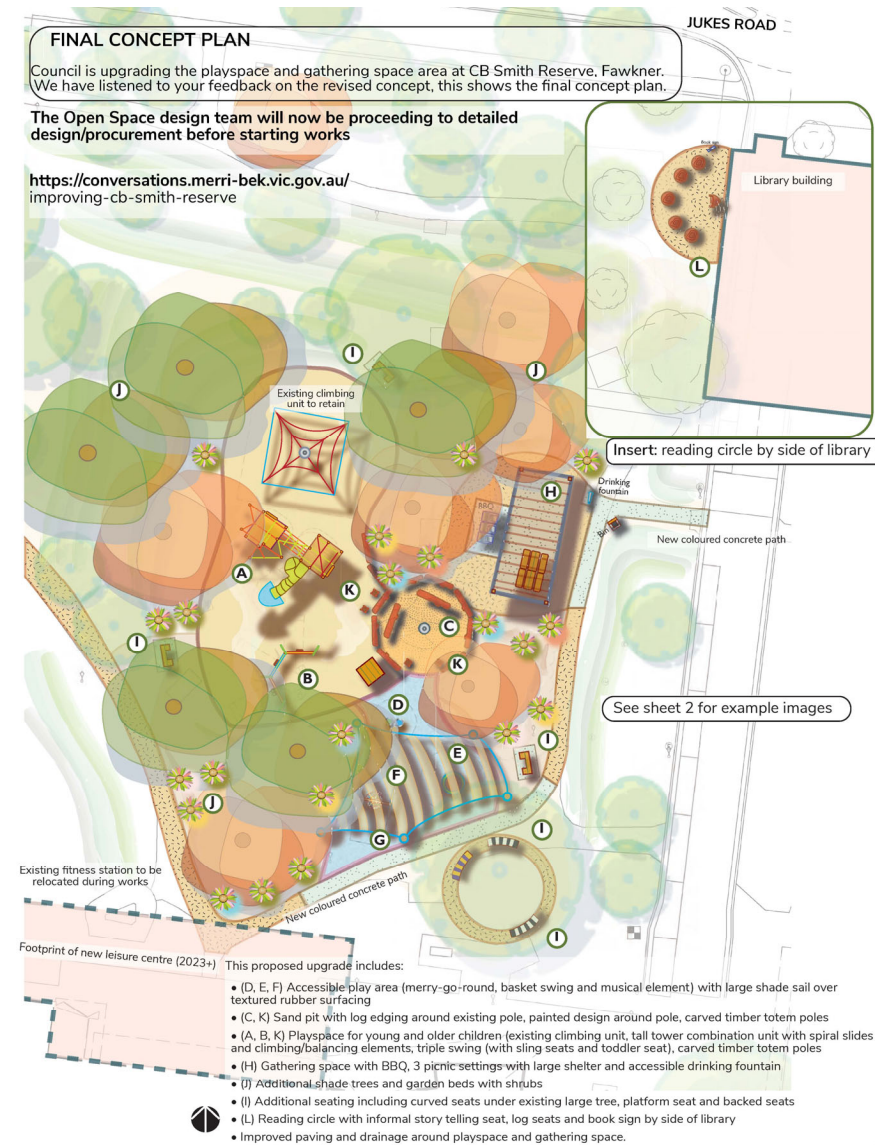 JUKES ROAD
FINAL CONCEPT PLAN
Council is upgrading the playspace and gathering space area at CB Smith Reserve, Fawkner.
We have listened to your feedback on the revised concept, this shows the final concept plan.
The Open Space design team will now be proceeding to detailed
design/procurement before starting works
https://conversations.merri-bek.vic.gov.au/
improving-cb-smith-reserve
Library building
L
Insert: reading circle by side of library
I
J
J
Existing climbing
unit to retain
H
Drinking
fountain
BBQ
Bin
New coloured concrete path
A
K
C
I
K
B
D
See sheet 2 for example images
I
E
F
J
G
I
I
Existing fitness station to be
relocated during works
New coloured concrete path
Footprint of new leisure centre (2023+)
This proposed upgrade includes:
• (D, E, F) Accessible play area (merry-go-round, basket swing and musical element) with large shade sail over
textured rubber surfacing
• (C, K) Sand pit with log edging around existing pole, painted design around pole, carved timber totem poles
• (A, B, K) Playspace for young and older children (existing climbing unit, tall tower combination unit with spiral slides
and climbing/balancing elements, triple swing (with sling seats and toddler seat), carved timber totem poles
• (H) Gathering space with BBQ, 3 picnic settings with large shelter and accessible drinking fountain
• (J) Additional shade trees and garden beds with shrubs
• (I) Additional seating including curved seats under existing large tree, platform seat and backed seats
• (L) Reading circle with informal story telling seat, log seats and book sign by side of library
• Improved paving and drainage around playspace and gathering space.